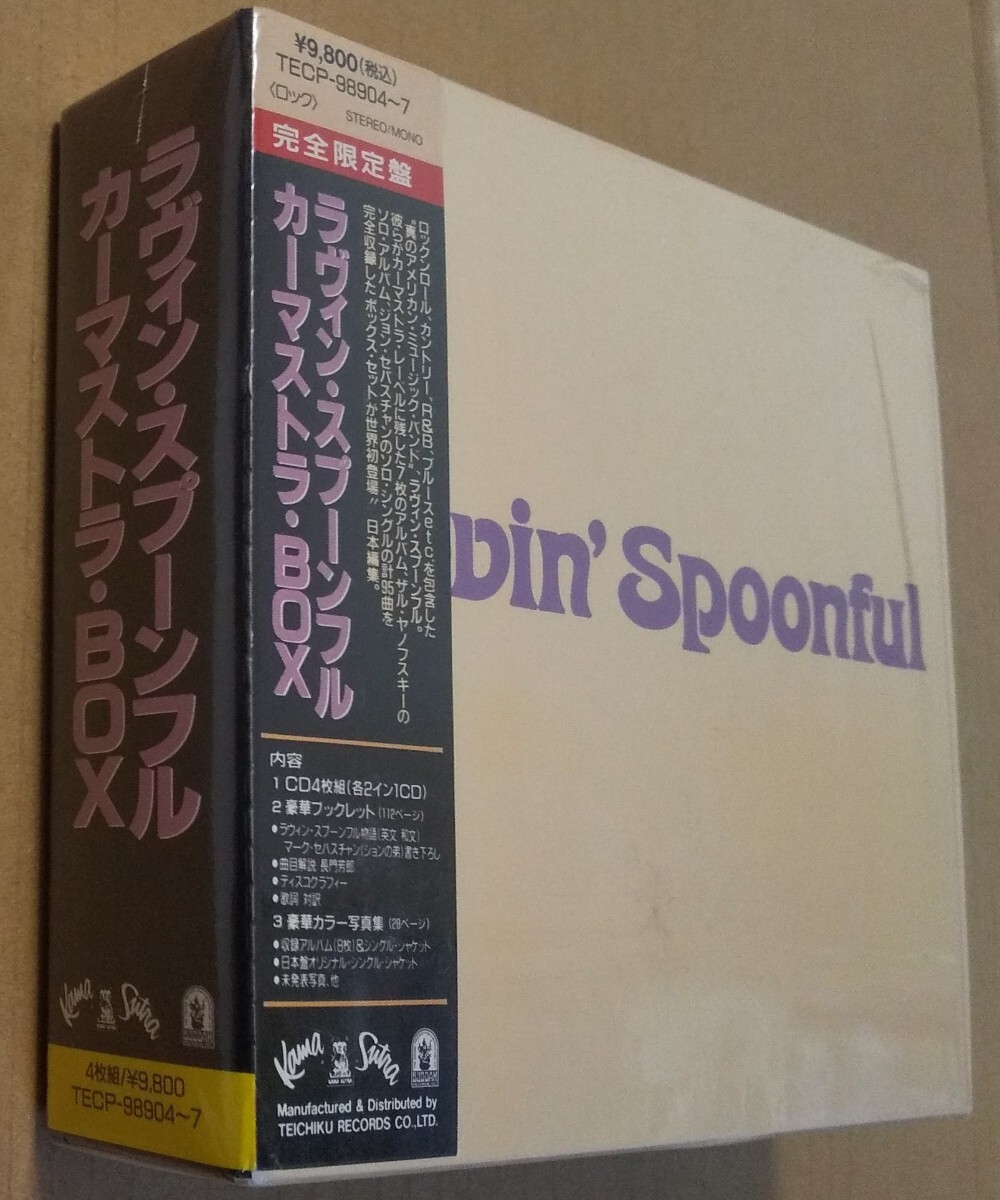 ラヴィン・スプーンフル
カーマストラ・BOX
Kama Sutra
BUDDAH
4枚組/¥9,800
TECP-98904〜7
¥9,800(税込)
TECP-98904〜7
〈ロック〉
STEREO/MONO
完全限定盤
ラヴィン・スプーンフル
カーマストラ・BOX
ロックンロール、カントリー、R&B、ブルースetc.を包含した
"真のアメリカン・ミュージック・バンド"、ラヴィン・スプーンフル。
彼らがカーマストラ・レーベルに残した7枚のアルバム、ザル・ヤノフスキーの
ソロ・アルバム、ジョン・セバスチャンのソロ・シングルの計95曲を
完全収録したボックス・セットが世界初登場" 日本編集。
内容
1 CD4枚組(各2イン1CD)
2 豪華ブックレット(112ページ)
●ラヴィン・スプーンフル物語(英文 和文)
マーク・セバスチャン(ジョンの弟)書き下ろし
●曲目解説 長門芳郎
●ディスコグラフィー
●歌詞 対訳
3 豪華カラー写真集(28ページ)
●収録アルバム(8枚)&シングル・ジャケット
●日本盤オリジナル・シングル・ジャケット
●未発表写真、他
Kama Sutra
KAMA SUTRA
BUDDAH
Manufactured & Distributed by
TEICHIKU RECORDS CO.,LTD.
vin' Spoonful